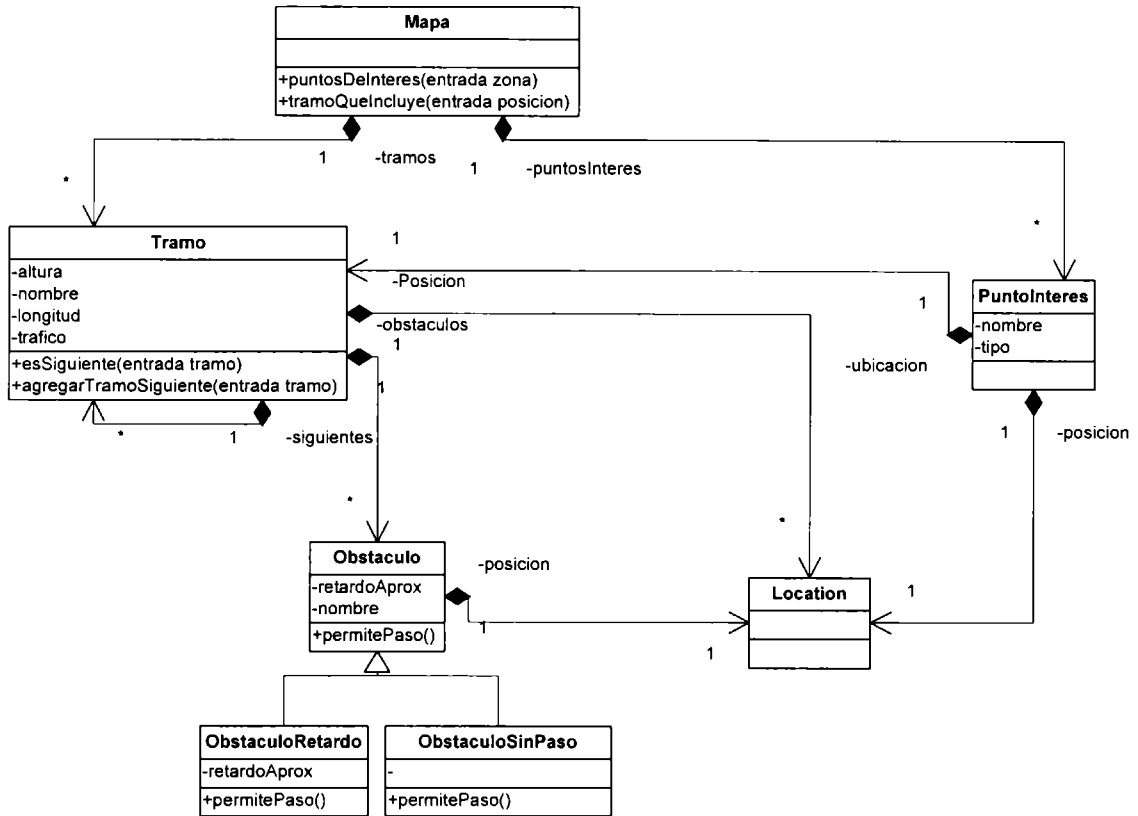 Mapa
+puntosDeInteres(entrada zona)
+tramoQueIncluye(entrada posicion)
1
-tramos
1
-puntosInteres
*
*
Tramo
-altura
-nombre
-longitud
-trafico
+esSiguiente(entrada tramo)
+agregarTramoSiguiente(entrada tramo)
1
-Posicion
1
-ubicacion
PuntoInteres
-nombre
-tipo
-obstaculos
1
1
*
1
-siguientes
1
-posicion
*
*
Obstaculo
-retardoAprox
-nombre
+permitePaso()
-posicion
1
1
Location
1
ObstaculoRetardo
-retardoAprox
+permitePaso()
ObstaculoSinPaso
-
+permitePaso()